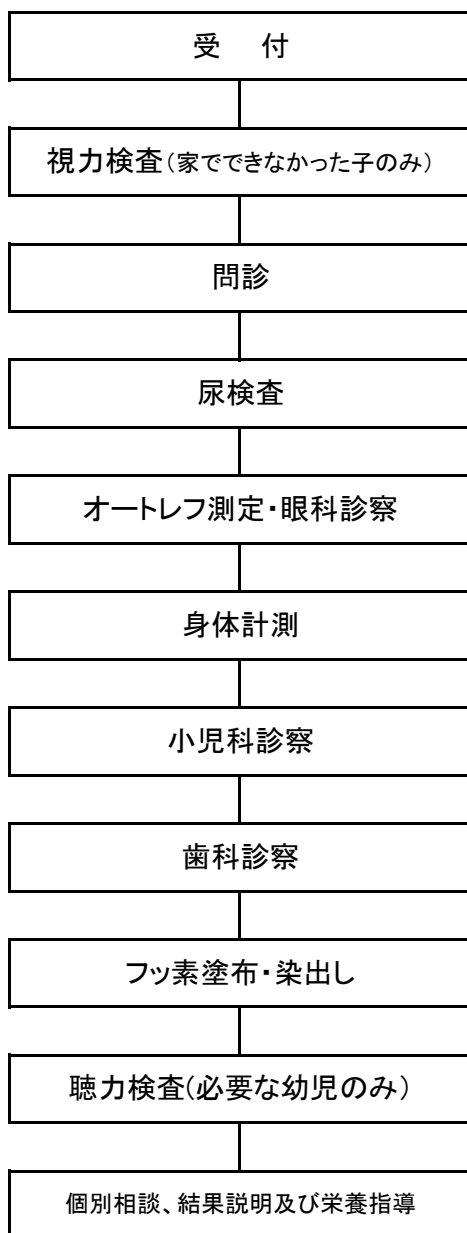 受　付
視力検査（家でできなかった子のみ）
問診
尿検査
オートレフ測定・眼科診察
身体計測
小児科診察
歯科診察
フッ素塗布・染出し
聴力検査(必要な幼児のみ)
個別相談、結果説明及び栄養指導